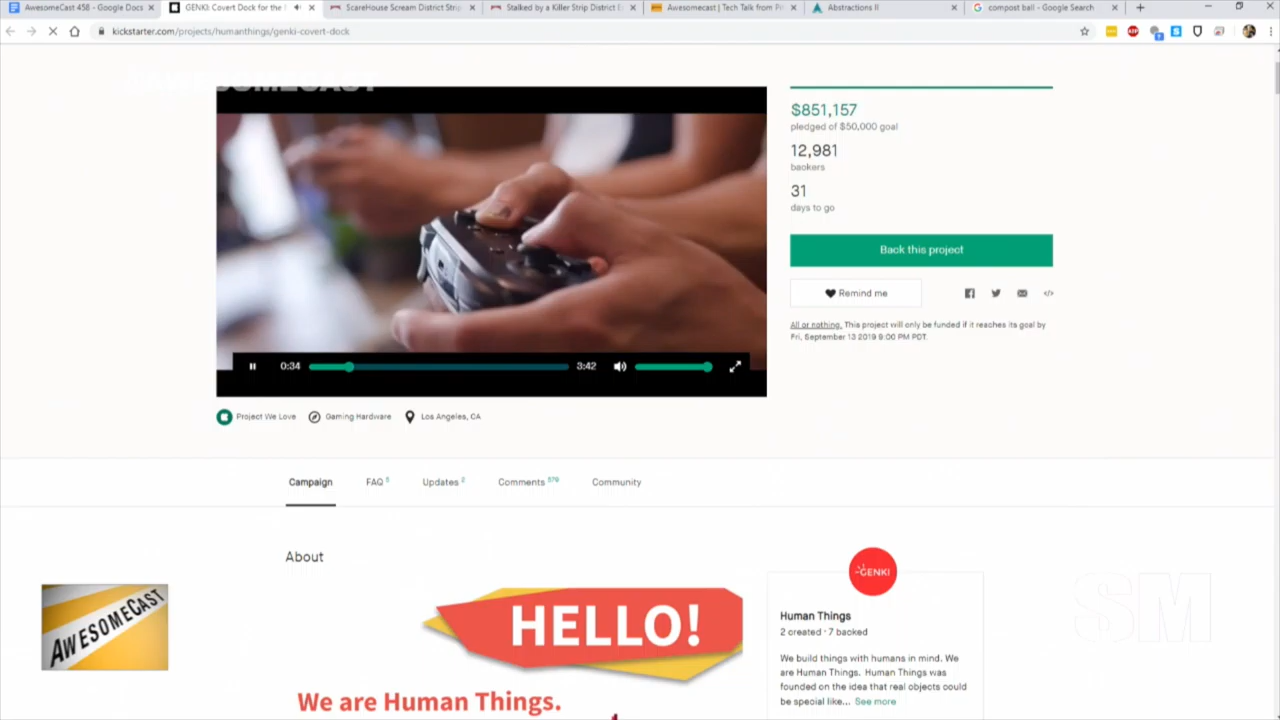 AwesomeCast 458 - Google Docs
GENKI: Covert Dock for the
ScareHouse Scream District Strip
Stalked by a Killer Strip District E
Awesomecast | Tech Talk from Pi
Abstractions II
compost ball - Google Search
kickstarter.com/projects/humanthings/genki-covert-dock
AWESOMECAST
$851,157
pledged of $50,000 goal
12,981
backers
31
days to go
Back this project
Remind me
All or nothing. This project will only be funded if it reaches its goal by
Fri, September 13 2019 9:00 PM PDT.
0:34
3:42
Project We Love
Gaming Hardware
Los Angeles, CA
Campaign
FAQ 5
Updates 2
Comments 379
Community
About
GENKI
HELLO!
AWESOMECAST
SM
Human Things
2 created · 7 backed
We build things with humans in mind. We
are Human Things. Human Things was
founded on the idea that real objects could
be special like... See more
We are Human Things.